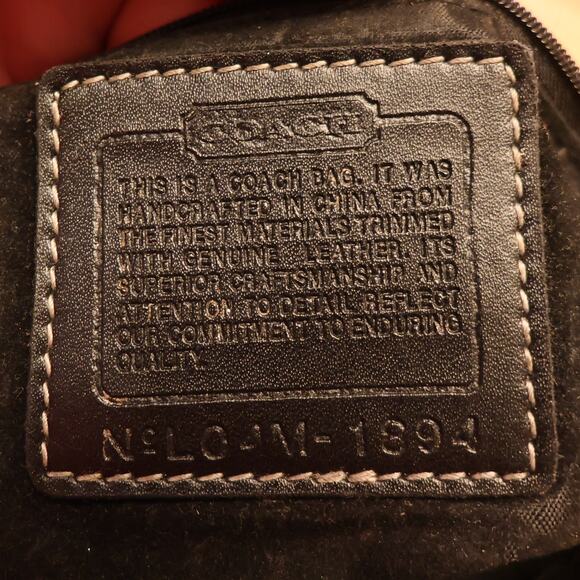 COACH
THIS IS A COACH BAG. IT WAS
HANDCRAFTED IN CHINA FROM
THE FINEST MATERIALS TRIMMED
WITH GENUINE LEATHER. ITS
SUPERIOR CRAFTSMANSHIP AND
ATTENTION TO DETAIL REFLECT
OUR COMMITMENT TO ENDURING
QUALITY.
Nº L04M-1894